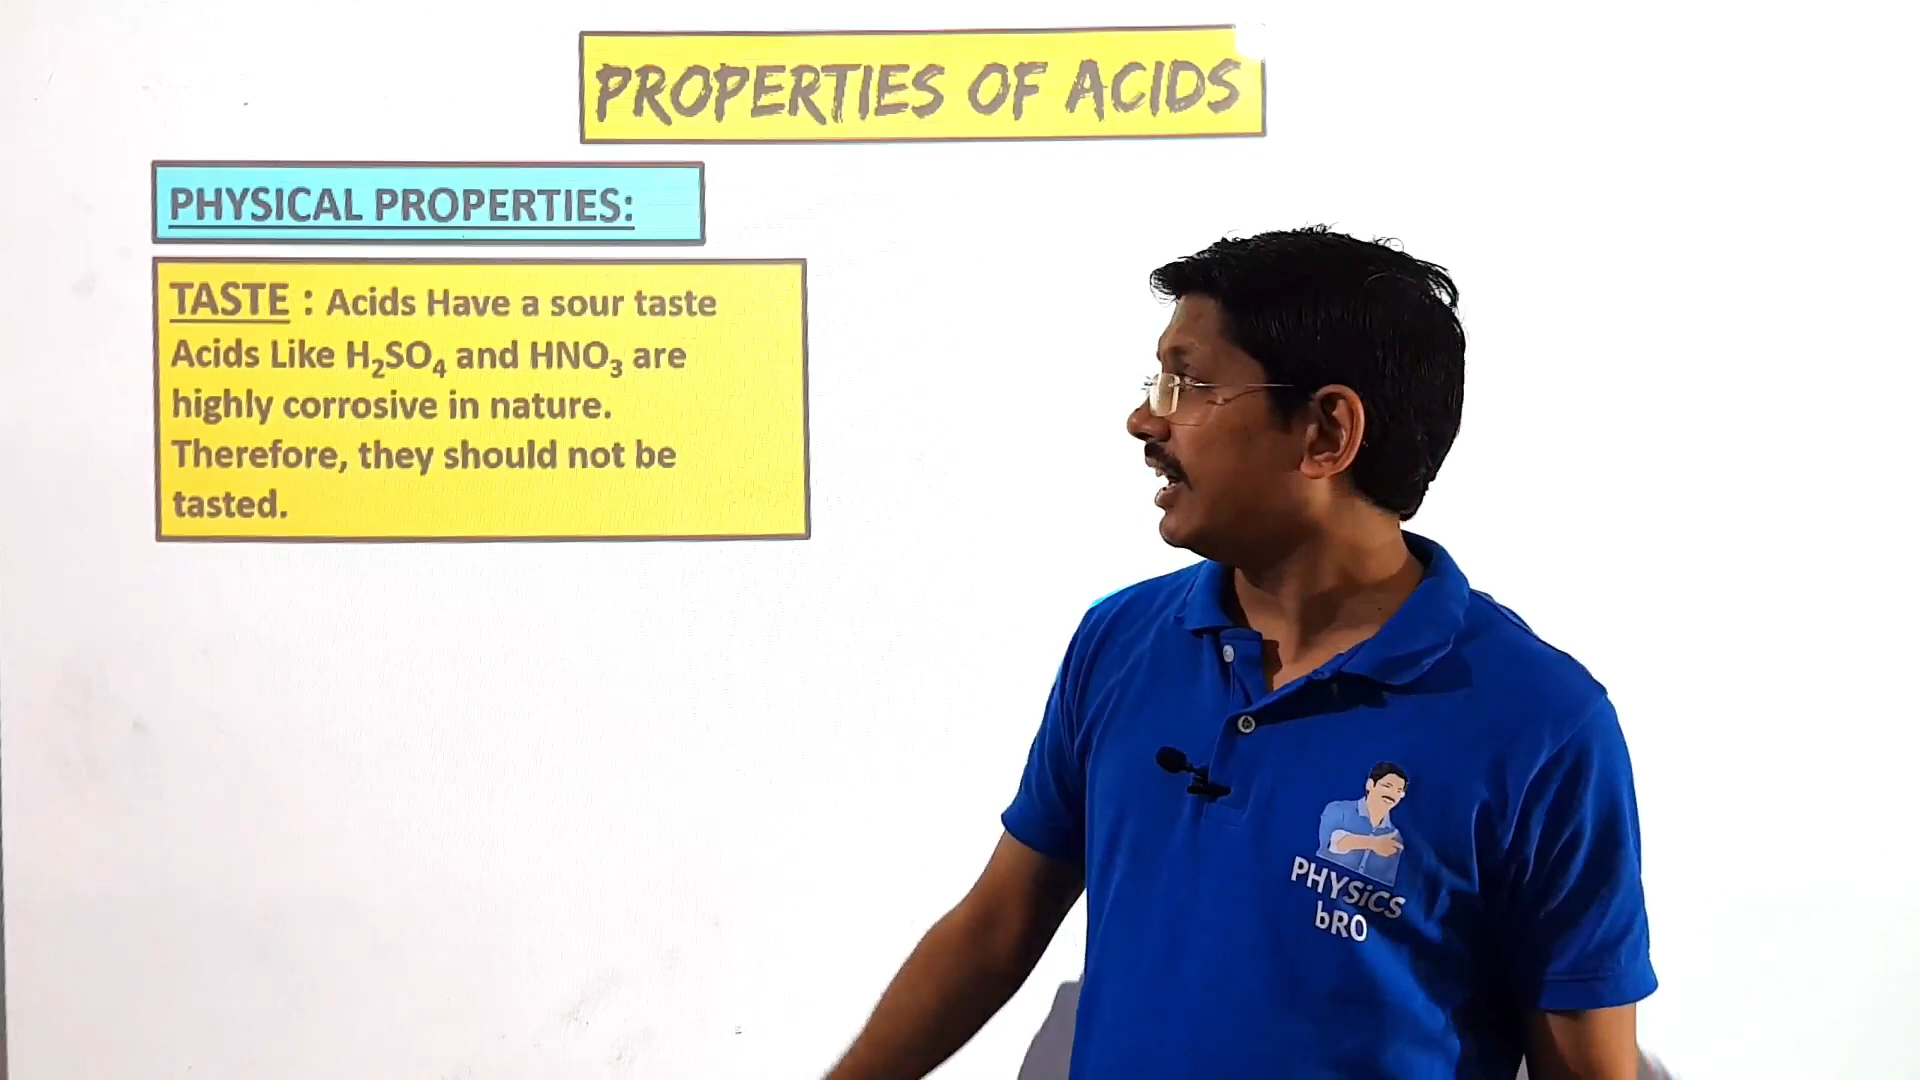 PROPERTIES OF ACIDS
PHYSICAL PROPERTIES:
TASTE : Acids Have a sour taste
Acids Like H₂SO₄ and HNO₃ are
highly corrosive in nature.
Therefore, they should not be
tasted.
PHYSiCS
bRO